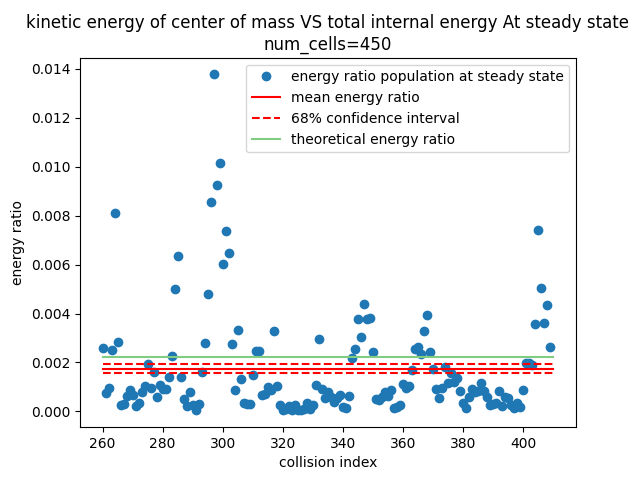 kinetic energy of center of mass VS total internal energy At steady state
num_cells=450
energy ratio population at steady state
mean energy ratio
68% confidence interval
theoretical energy ratio
energy ratio
0.014
0.012
0.010
0.008
0.006
0.004
0.002
0.000
260 280 300 320 340 360 380 400
collision index